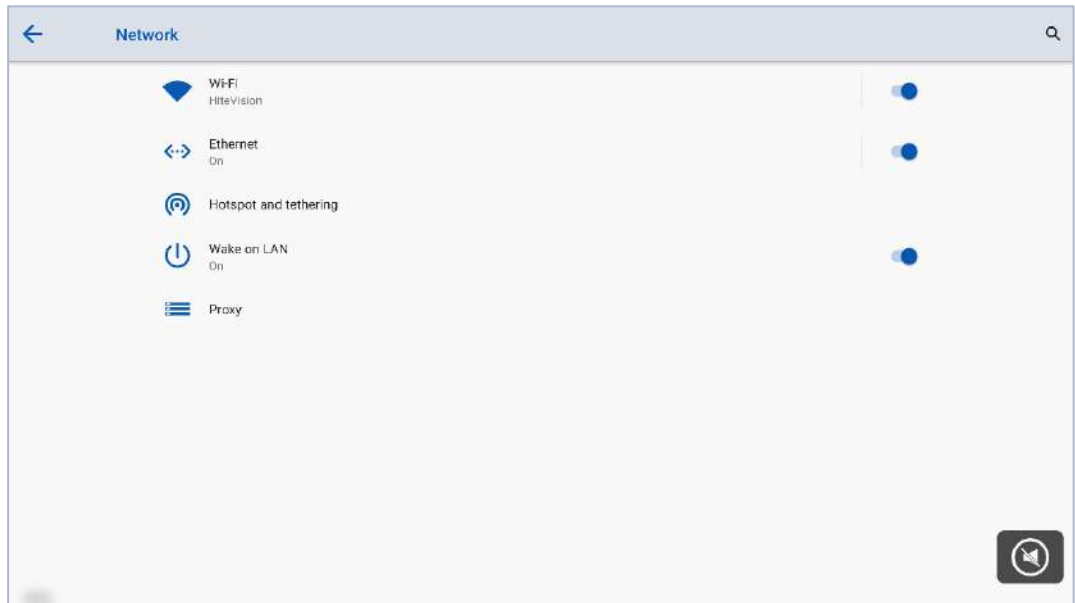 Network
Wi-Fi
HiteVision
Ethernet
On
Hotspot and tethering
Wake on LAN
On
Proxy